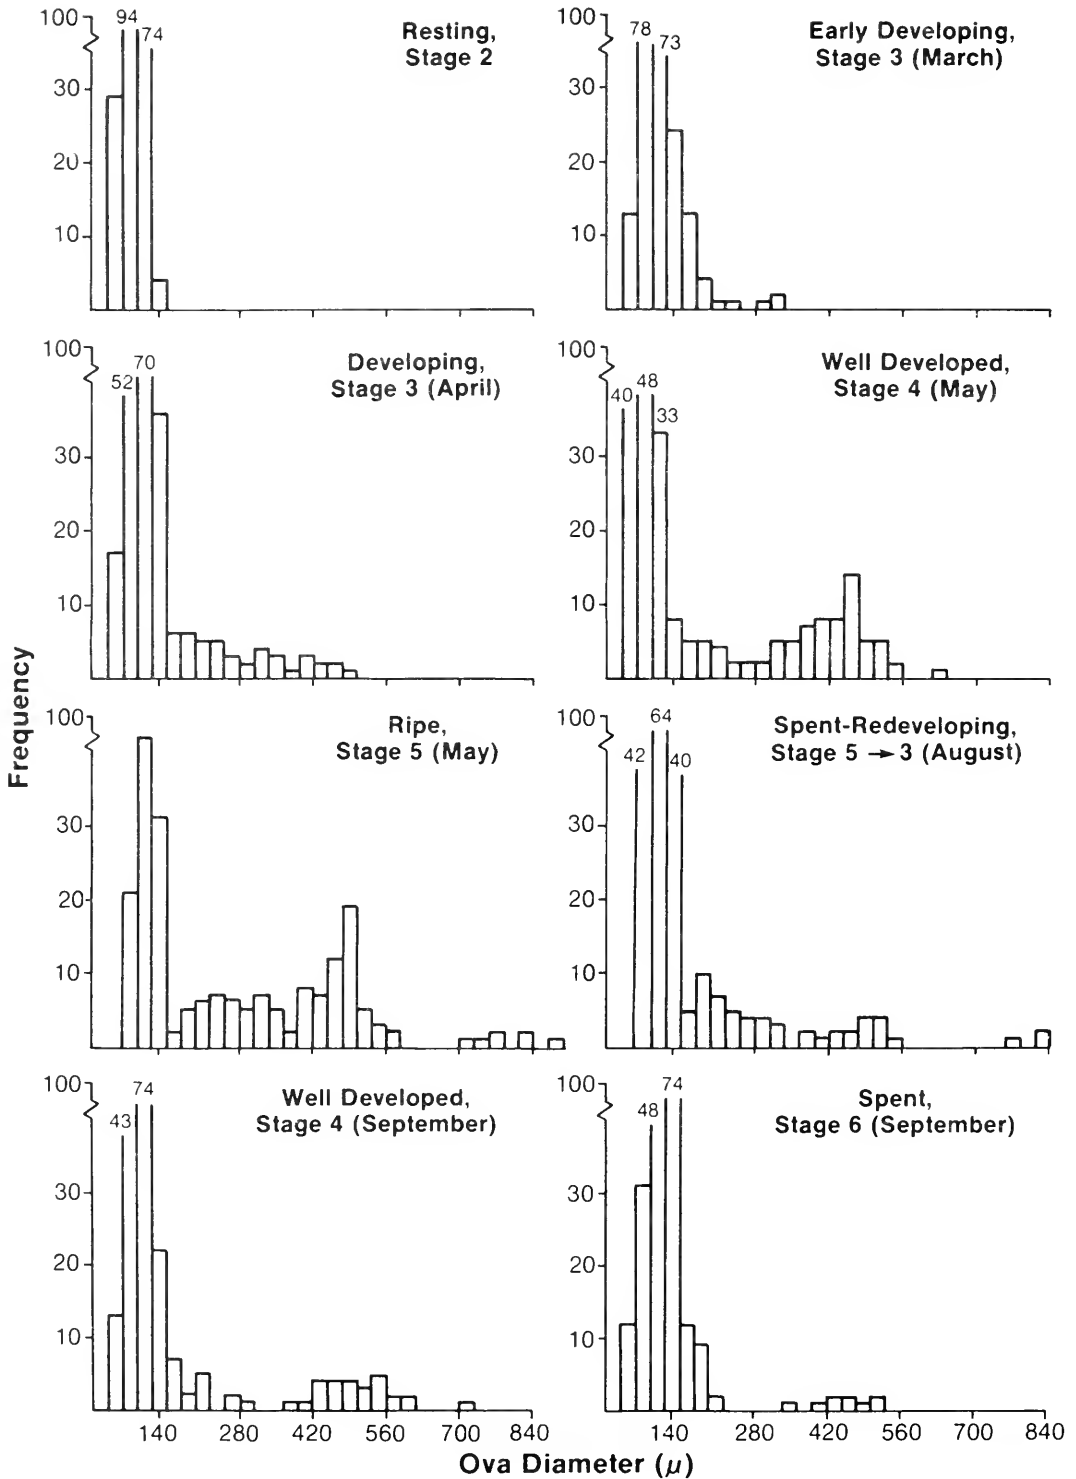 100
94
74
30
20
10
Resting,
Stage 2
100
78
73
30
20
10
Early Developing,
Stage 3 (March)
100
70
52
30
20
10
Developing,
Stage 3 (April)
100
48
40
33
30
20
10
Well Developed,
Stage 4 (May)
Frequency
100
30
20
10
Ripe,
Stage 5 (May)
100
64
42
40
30
20
10
Spent-Redeveloping,
Stage 5 → 3 (August)
100
74
43
30
20
10
Well Developed,
Stage 4 (September)
140 280 420 560 700 840
100
74
48
30
20
10
Spent,
Stage 6 (September)
140 280 420 560 700 840
Ova Diameter (μ)